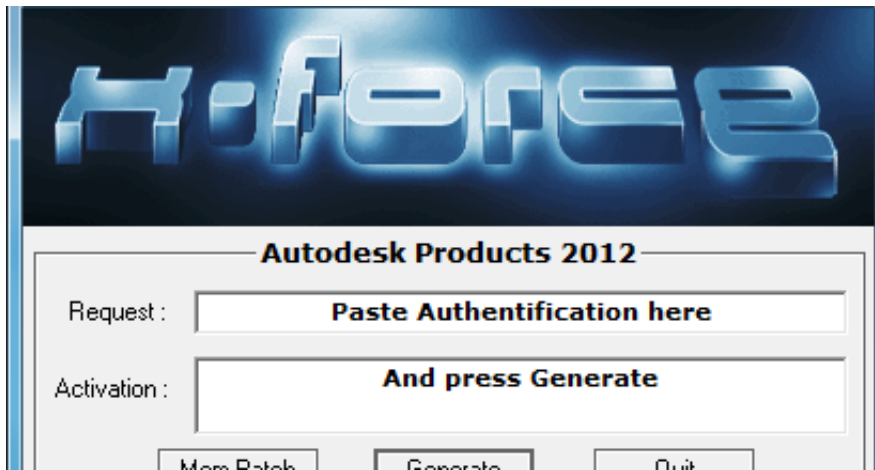 X-FORCE
Autodesk Products 2012
Request : Paste Authentification here
Activation : And press Generate
Mem Patch Generate Quit